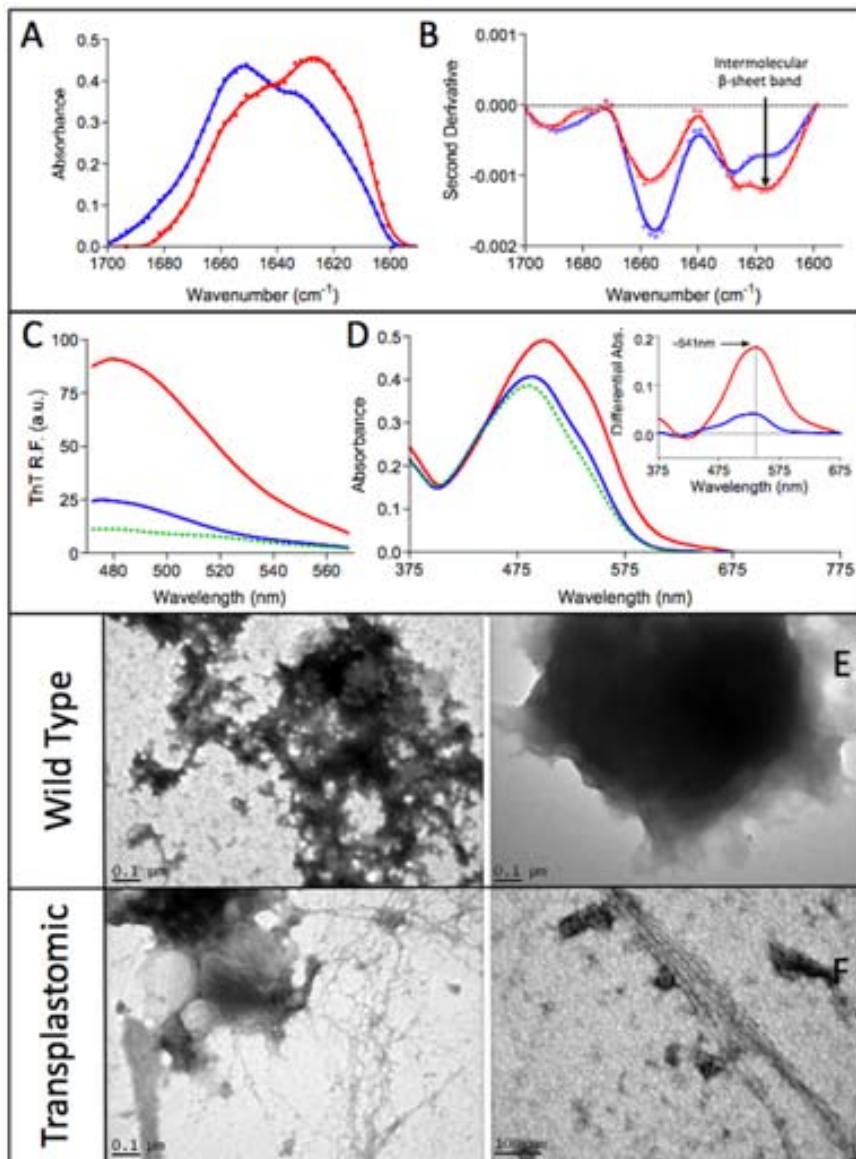 A
0.5
0.4
0.3
0.2
0.1
0.0
Absorbance
1700 1680 1660 1640 1620 1600
Wavenumber (cm⁻¹)
B
0.001
0.000
-0.001
-0.002
Second Derivative
Intermolecular
β-sheet band
1700 1680 1660 1640 1620 1600
Wavenumber (cm⁻¹)
C
100
75
50
25
0
ThT R.F. (a.u.)
480 500 520 540 560
Wavelength (nm)
D
0.5
0.4
0.3
0.2
0.1
0.0
Absorbance
375 475 575 675 775
Wavelength (nm)
~541nm
0.2
0.1
0.0
Differential Abs.
375 475 575 675
Wavelength (nm)
Wild Type
0.1 µm
E
0.1 µm
Transplastomic
0.1 µm
F